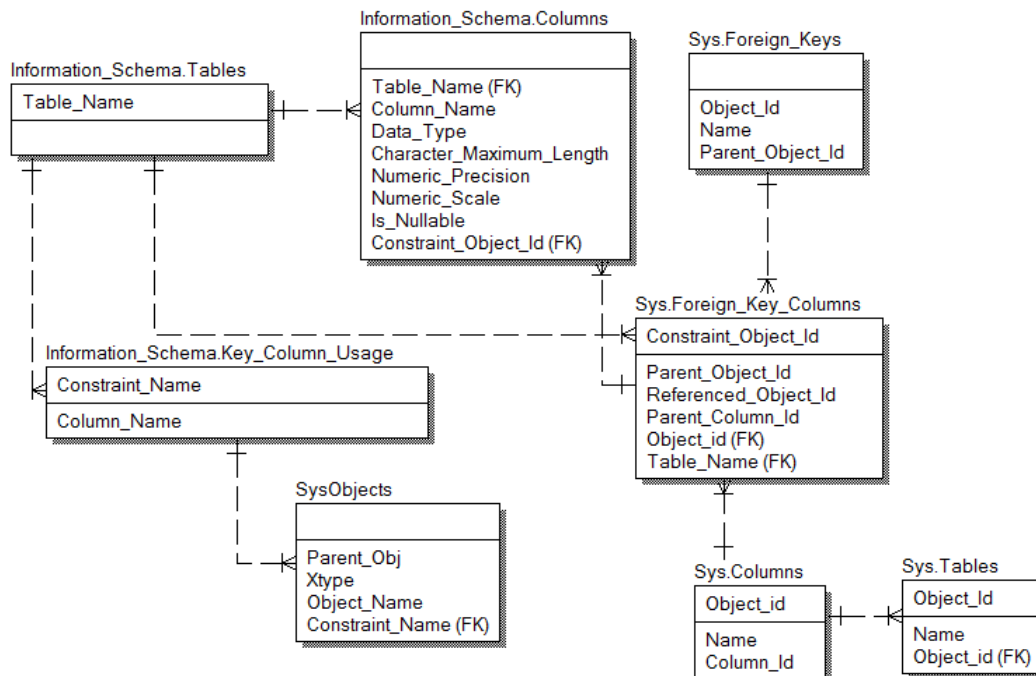 Information_Schema.Tables
Table_Name
Information_Schema.Columns
Table_Name (FK)
Column_Name
Data_Type
Character_Maximum_Length
Numeric_Precision
Numeric_Scale
Is_Nullable
Constraint_Object_Id (FK)
Sys.Foreign_Keys
Object_Id
Name
Parent_Object_Id
Sys.Foreign_Key_Columns
Constraint_Object_Id
Parent_Object_Id
Referenced_Object_Id
Parent_Column_Id
Object_id (FK)
Table_Name (FK)
Information_Schema.Key_Column_Usage
Constraint_Name
Column_Name
SysObjects
Parent_Obj
Xtype
Object_Name
Constraint_Name (FK)
Sys.Columns
Object_id
Name
Column_Id
Sys.Tables
Object_Id
Name
Object_id (FK)